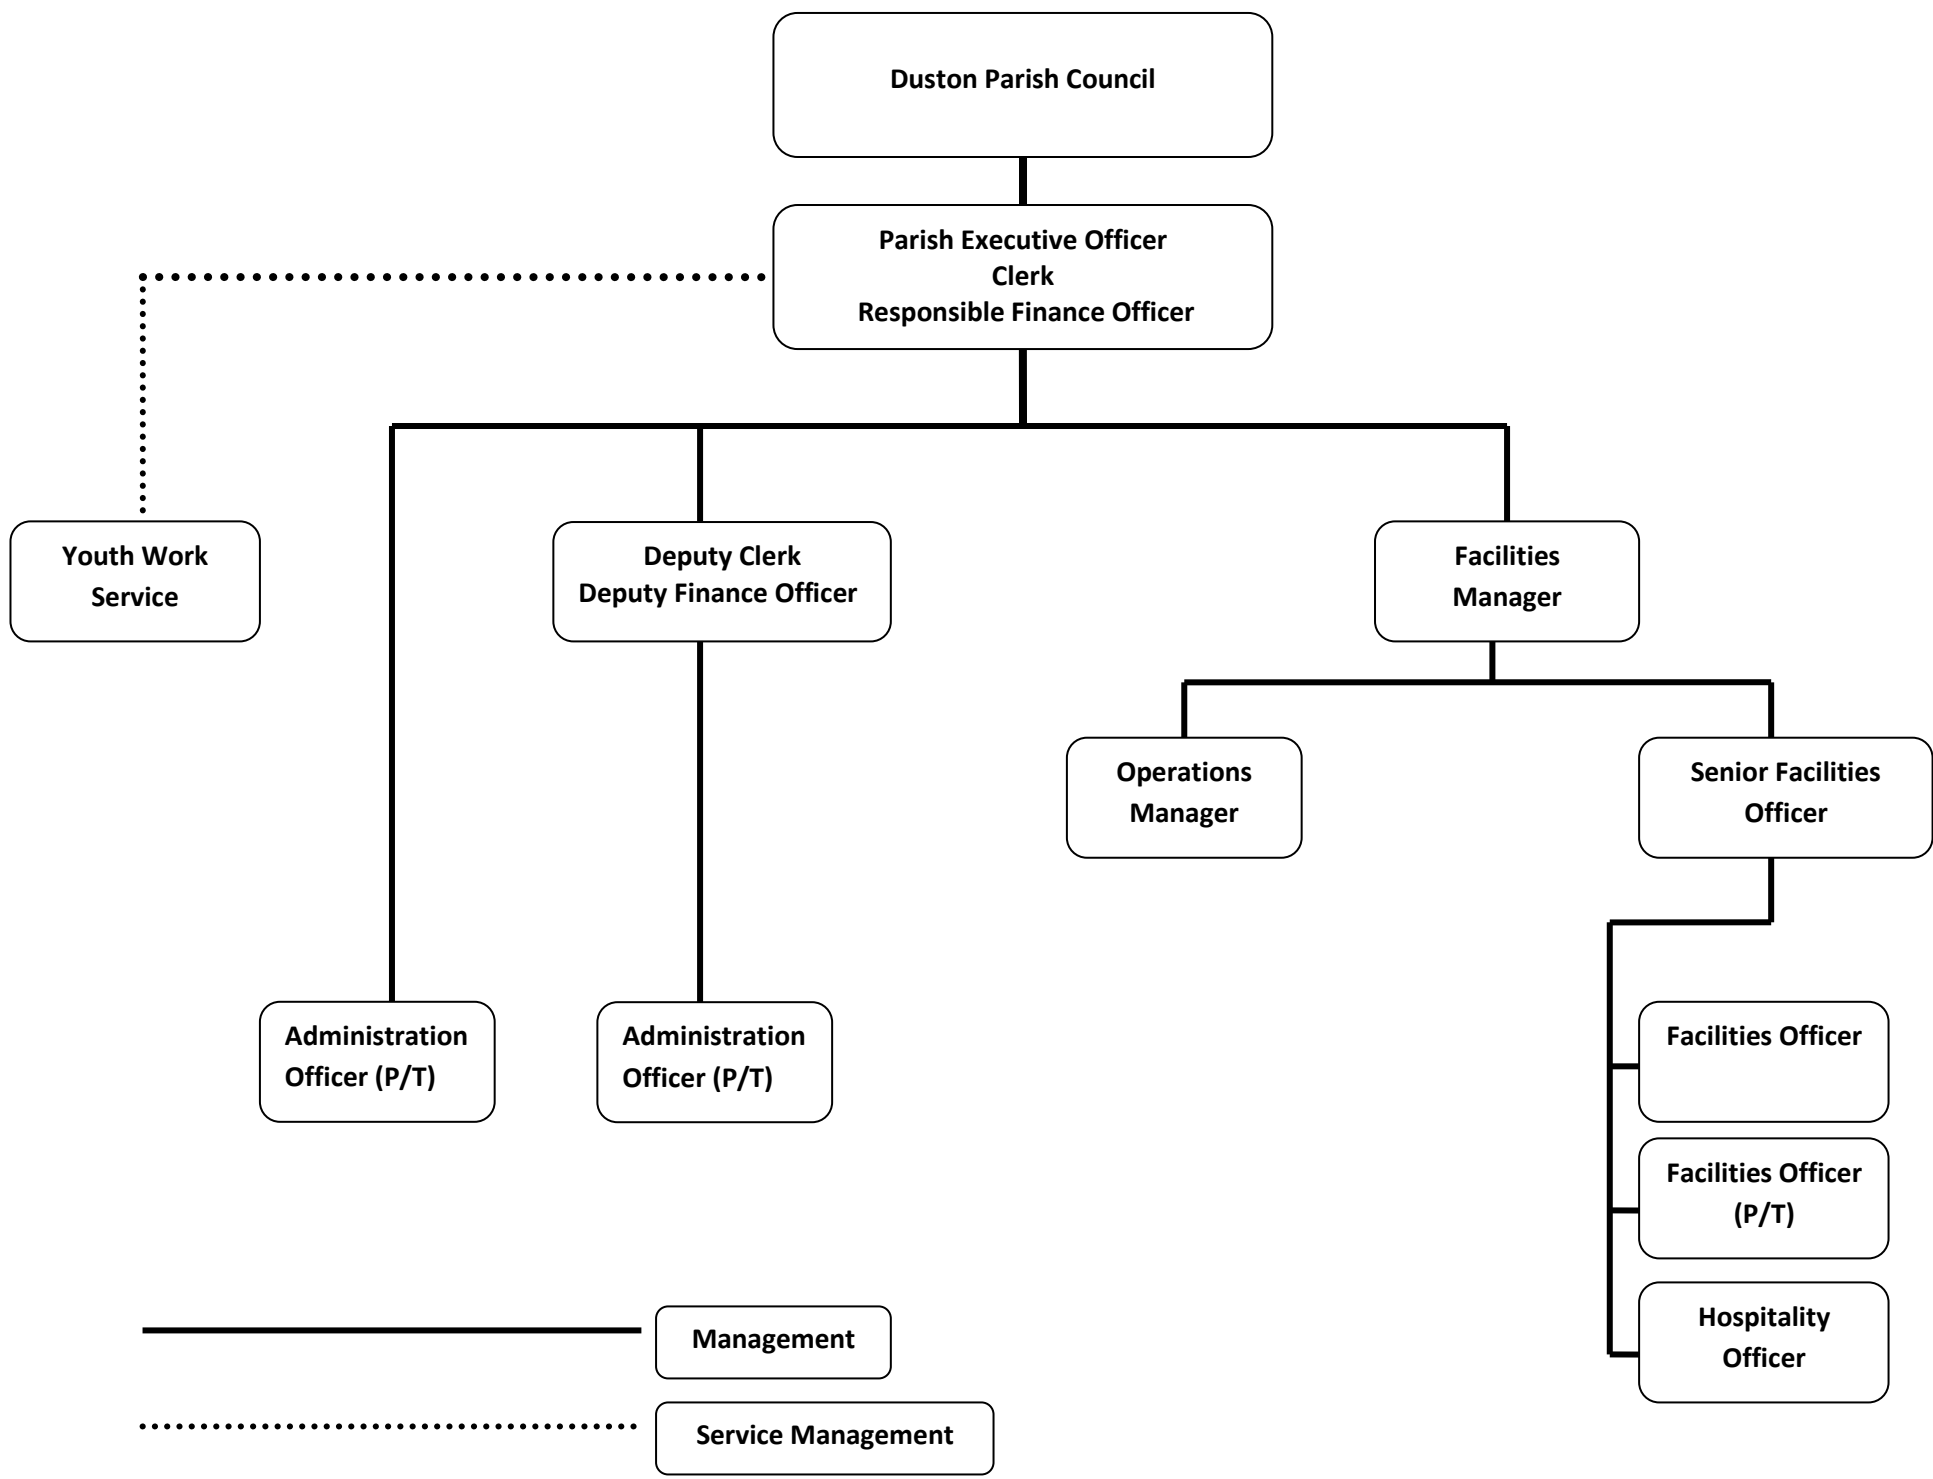 Duston Parish Council
Parish Executive Officer
Clerk
Responsible Finance Officer
Youth Work
Service
Deputy Clerk
Deputy Finance Officer
Facilities
Manager
Operations
Manager
Senior Facilities
Officer
Administration
Officer (P/T)
Administration
Officer (P/T)
Facilities Officer
Facilities Officer
(P/T)
Hospitality
Officer
Management
Service Management